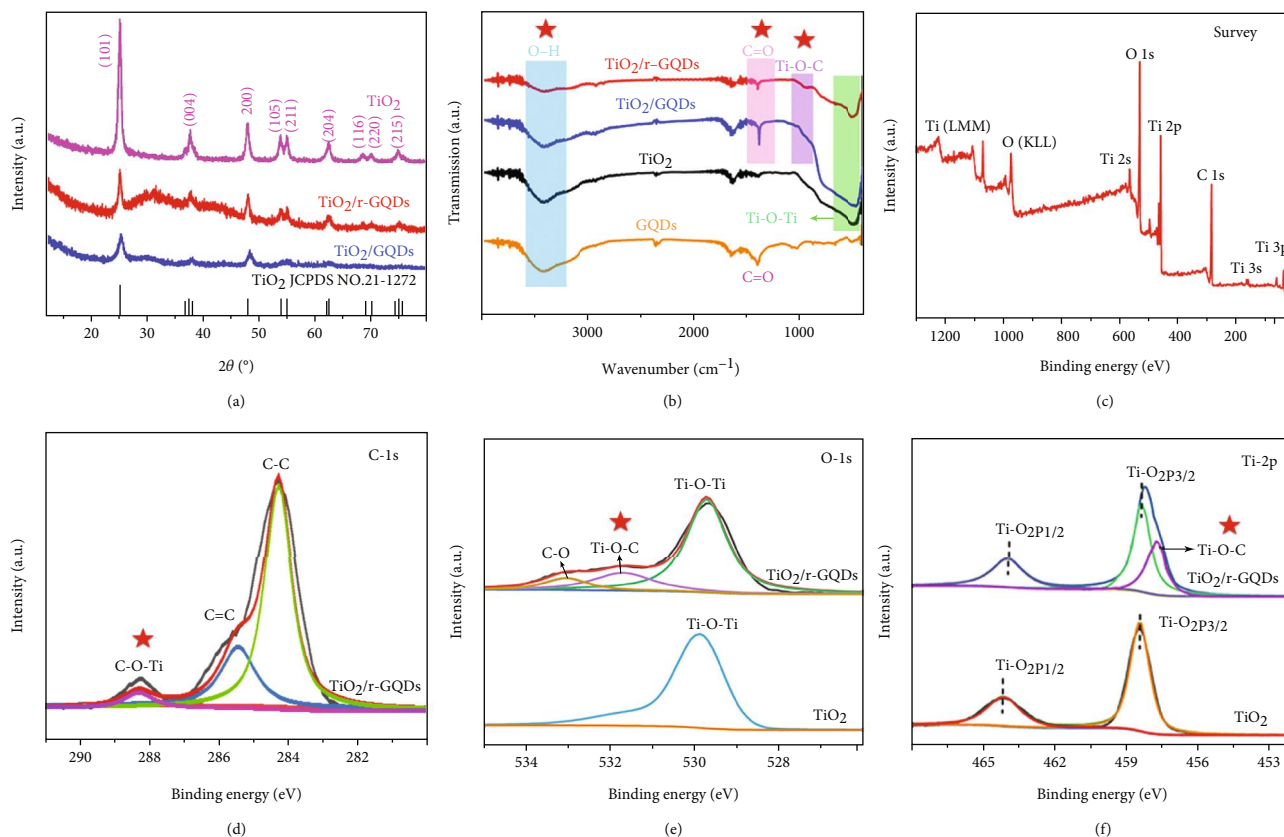 (101)
(004)
200)
(105)
(211)
(204)
(116)
(220)
(215)
TiO2
TiO2/r-GQDs
TiO2/GQDs
TiO2 JCPDS NO.21-1272
Intensity (a.u.)
20 30 40 50 60 70
2θ (°)
(a)
O–H
C=O
Ti-O-C
TiO2/r–GQDs
TiO2/GQDs
TiO2
Ti-O-Ti
GQDs
C=O
Transmission (a.u.)
3000 2000 1000
Wavenumber (cm−1)
(b)
Survey
O 1s
Ti (LMM)
O (KLL)
Ti 2s
Ti 2p
C 1s
Ti 3s
Ti 3p
Intensity (a.u.)
1200 1000 800 600 400 200 0
Binding energy (eV)
(c)
C-1s
C-C
C=C
C-O-Ti
TiO2/r-GQDs
Intensity (a.u.)
290 288 286 284 282
Binding energy (eV)
(d)
O-1s
Ti-O-Ti
Ti-O-C
C-O
TiO2/r-GQDs
Ti-O-Ti
TiO2
Intensity (a.u.)
534 532 530 528
Binding energy (eV)
(e)
Ti-2p
Ti-O2P3/2
Ti-O2P1/2
Ti-O-C
TiO2/r-GQDs
Ti-O2P3/2
Ti-O2P1/2
TiO2
Intensity (a.u.)
465 462 459 456 453
Binding energy (eV)
(f)